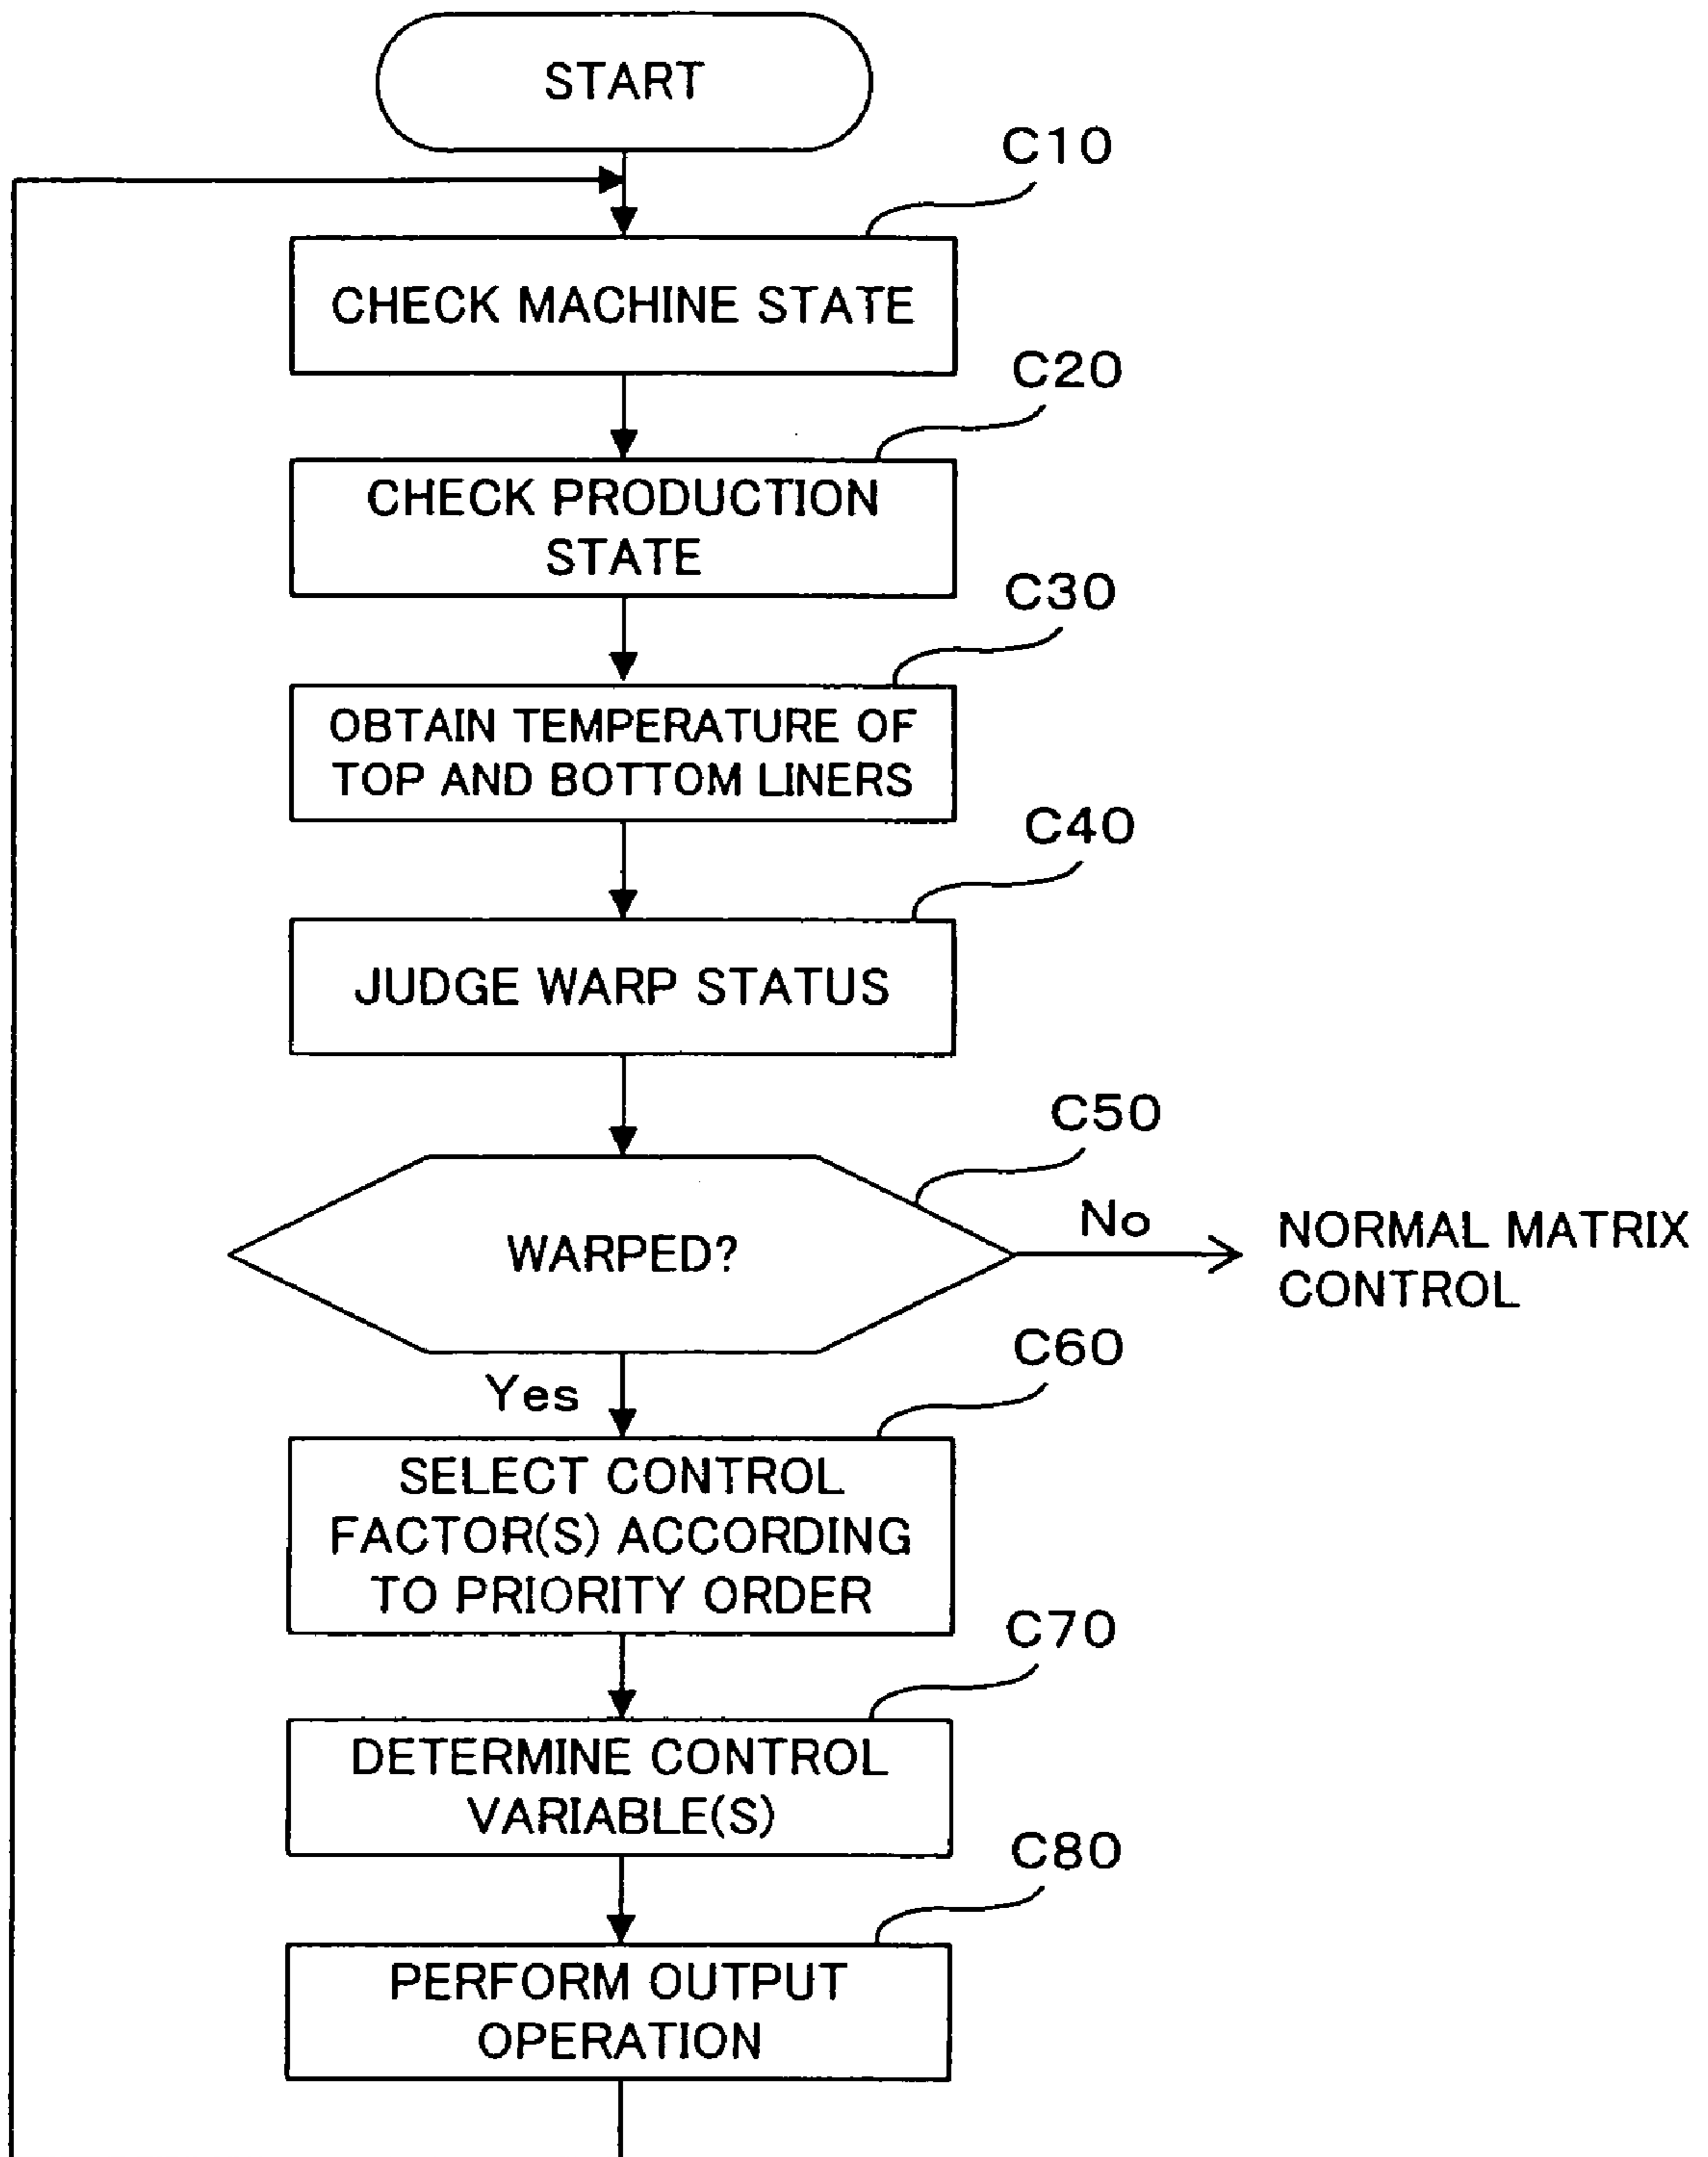 START
C10
CHECK MACHINE STATE
C20
CHECK PRODUCTION
STATE
C30
OBTAIN TEMPERATURE OF
TOP AND BOTTOM LINERS
C40
JUDGE WARP STATUS
C50
WARPED?
No
NORMAL MATRIX
CONTROL
Yes
C60
SELECT CONTROL
FACTOR(S) ACCORDING
TO PRIORITY ORDER
C70
DETERMINE CONTROL
VARIABLE(S)
C80
PERFORM OUTPUT
OPERATION